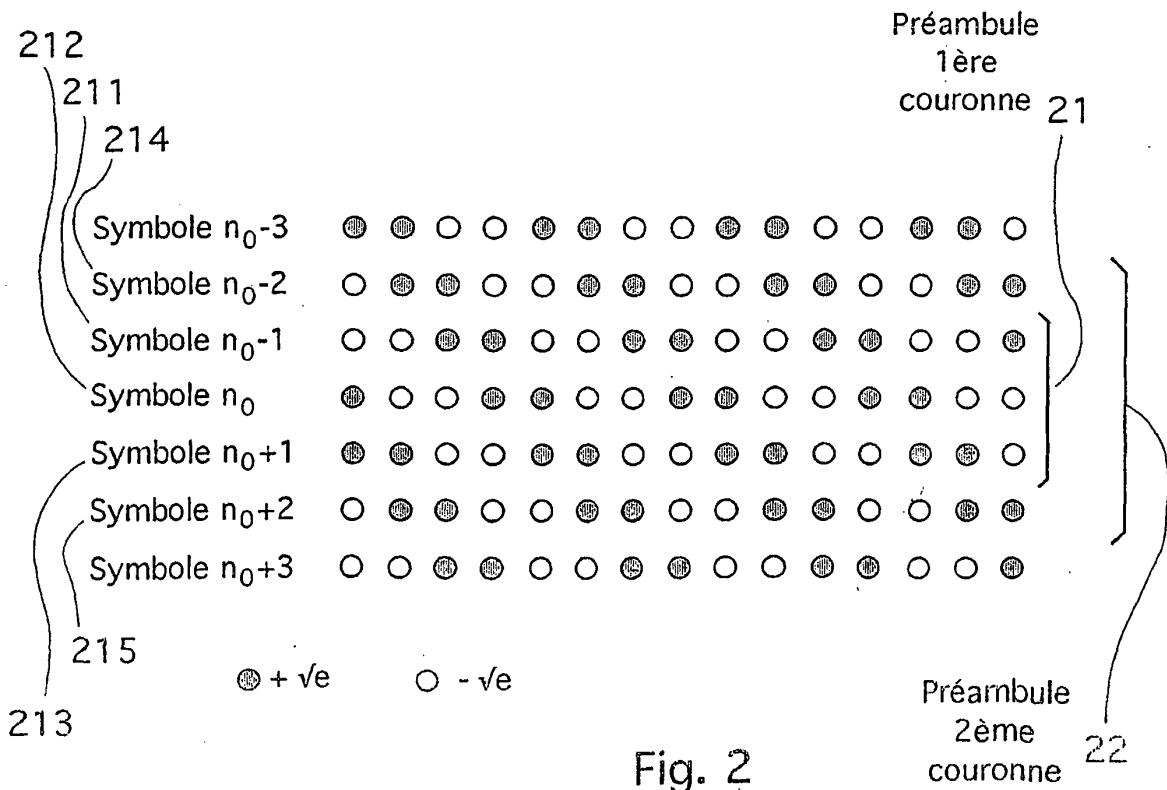 212
211
214
Préambule
1ère
couronne
21
Symbole n₀-3
Symbole n₀-2
Symbole n₀-1
Symbole n₀
Symbole n₀+1
Symbole n₀+2
Symbole n₀+3
215
213
+ √e
- √e
Préambule
2ème
couronne
22
Fig. 2